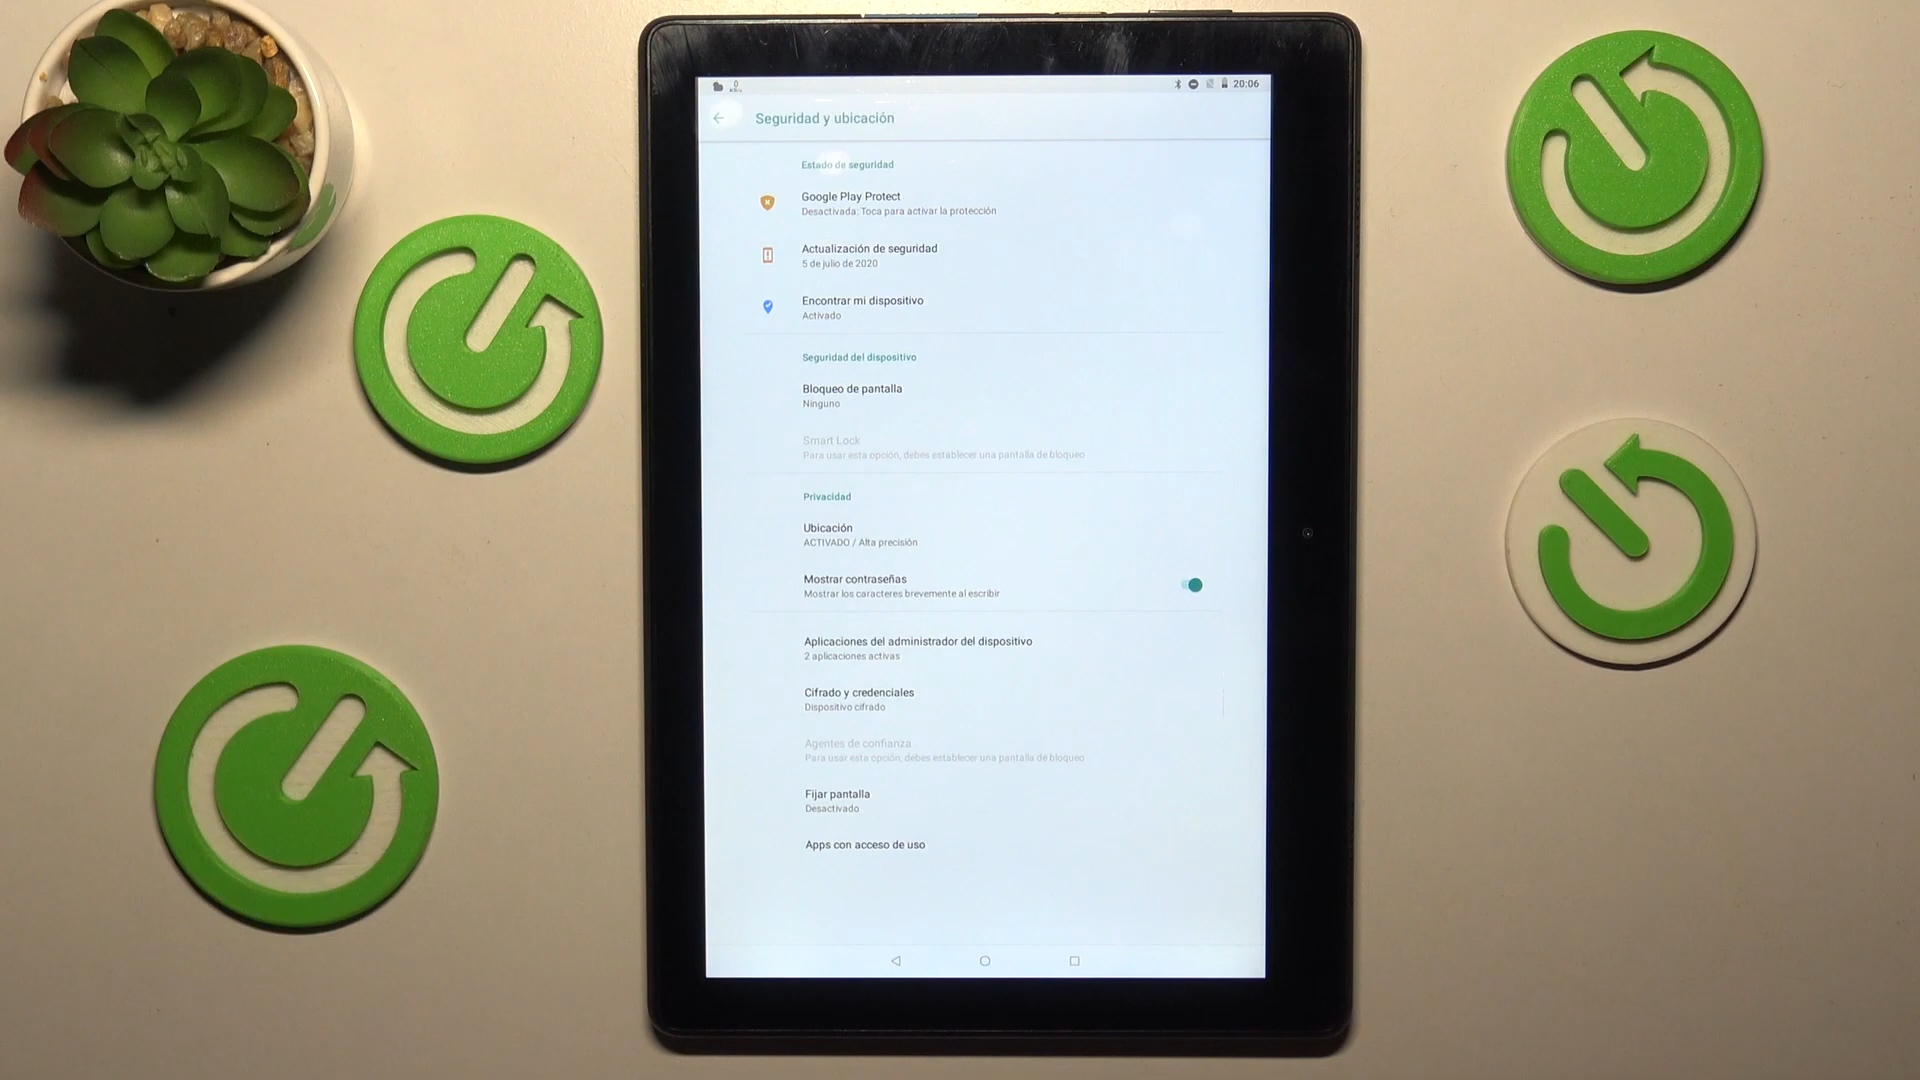 20:06
Seguridad y ubicación
Estado de seguridad
Google Play Protect
Desactivada: Toca para activar la protección
Actualización de seguridad
5 de julio de 2020
Encontrar mi dispositivo
Activado
Seguridad del dispositivo
Bloqueo de pantalla
Ninguno
Smart Lock
Para usar esta opción, debes establecer una pantalla de bloqueo
Privacidad
Ubicación
ACTIVADO / Alta precisión
Mostrar contraseñas
Mostrar los caracteres brevemente al escribir
Aplicaciones del administrador del dispositivo
2 aplicaciones activas
Cifrado y credenciales
Dispositivo cifrado
Agentes de confianza
Para usar esta opción, debes establecer una pantalla de bloqueo
Fijar pantalla
Desactivado
Apps con acceso de uso